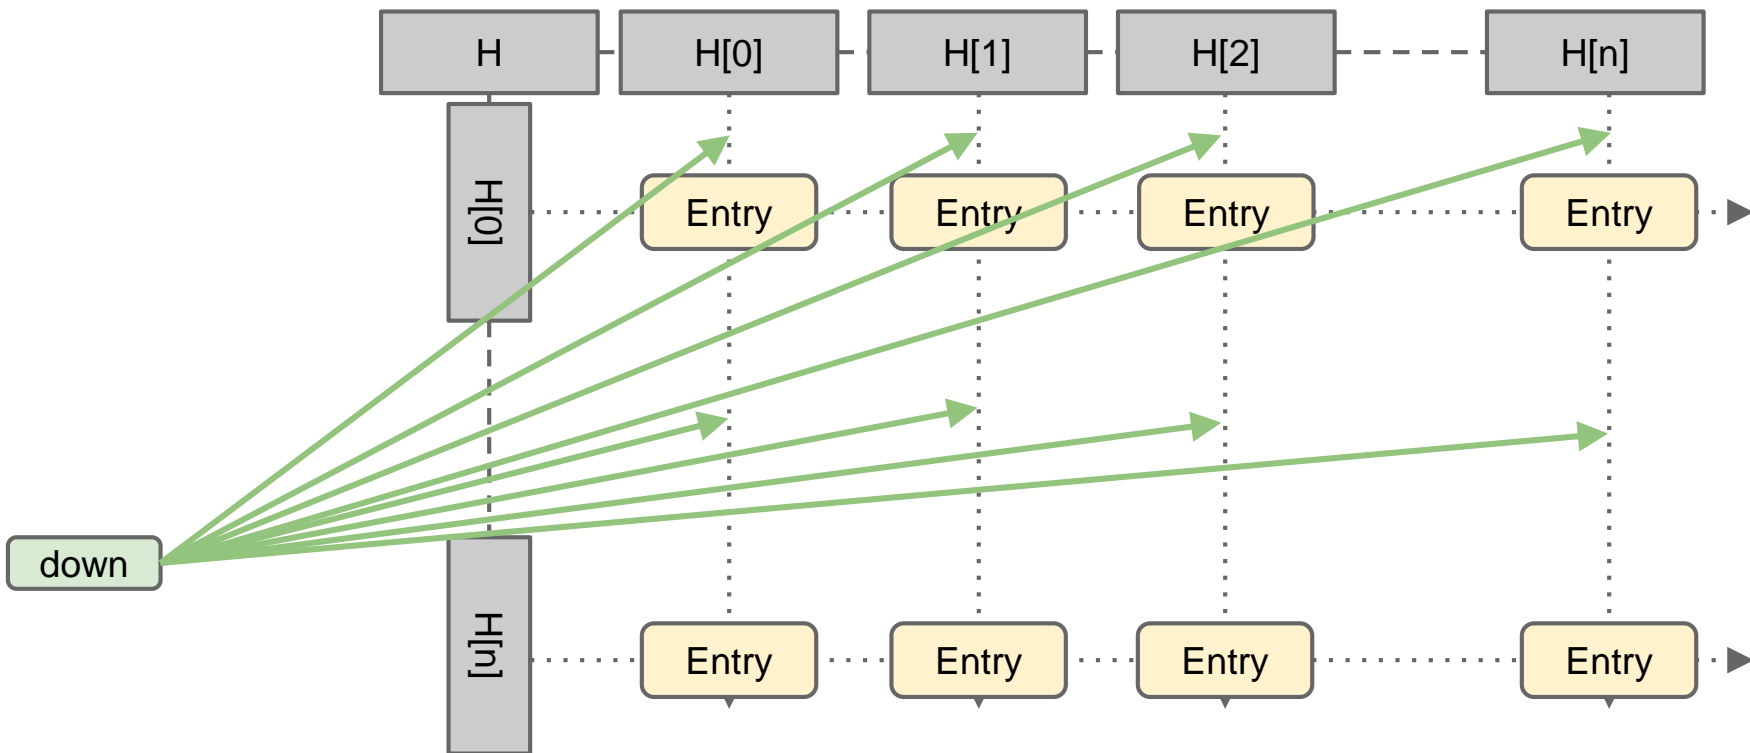 H H[0] H[1] H[2] H[n]
H[0]
Entry Entry Entry Entry
down
H[n]
Entry Entry Entry Entry